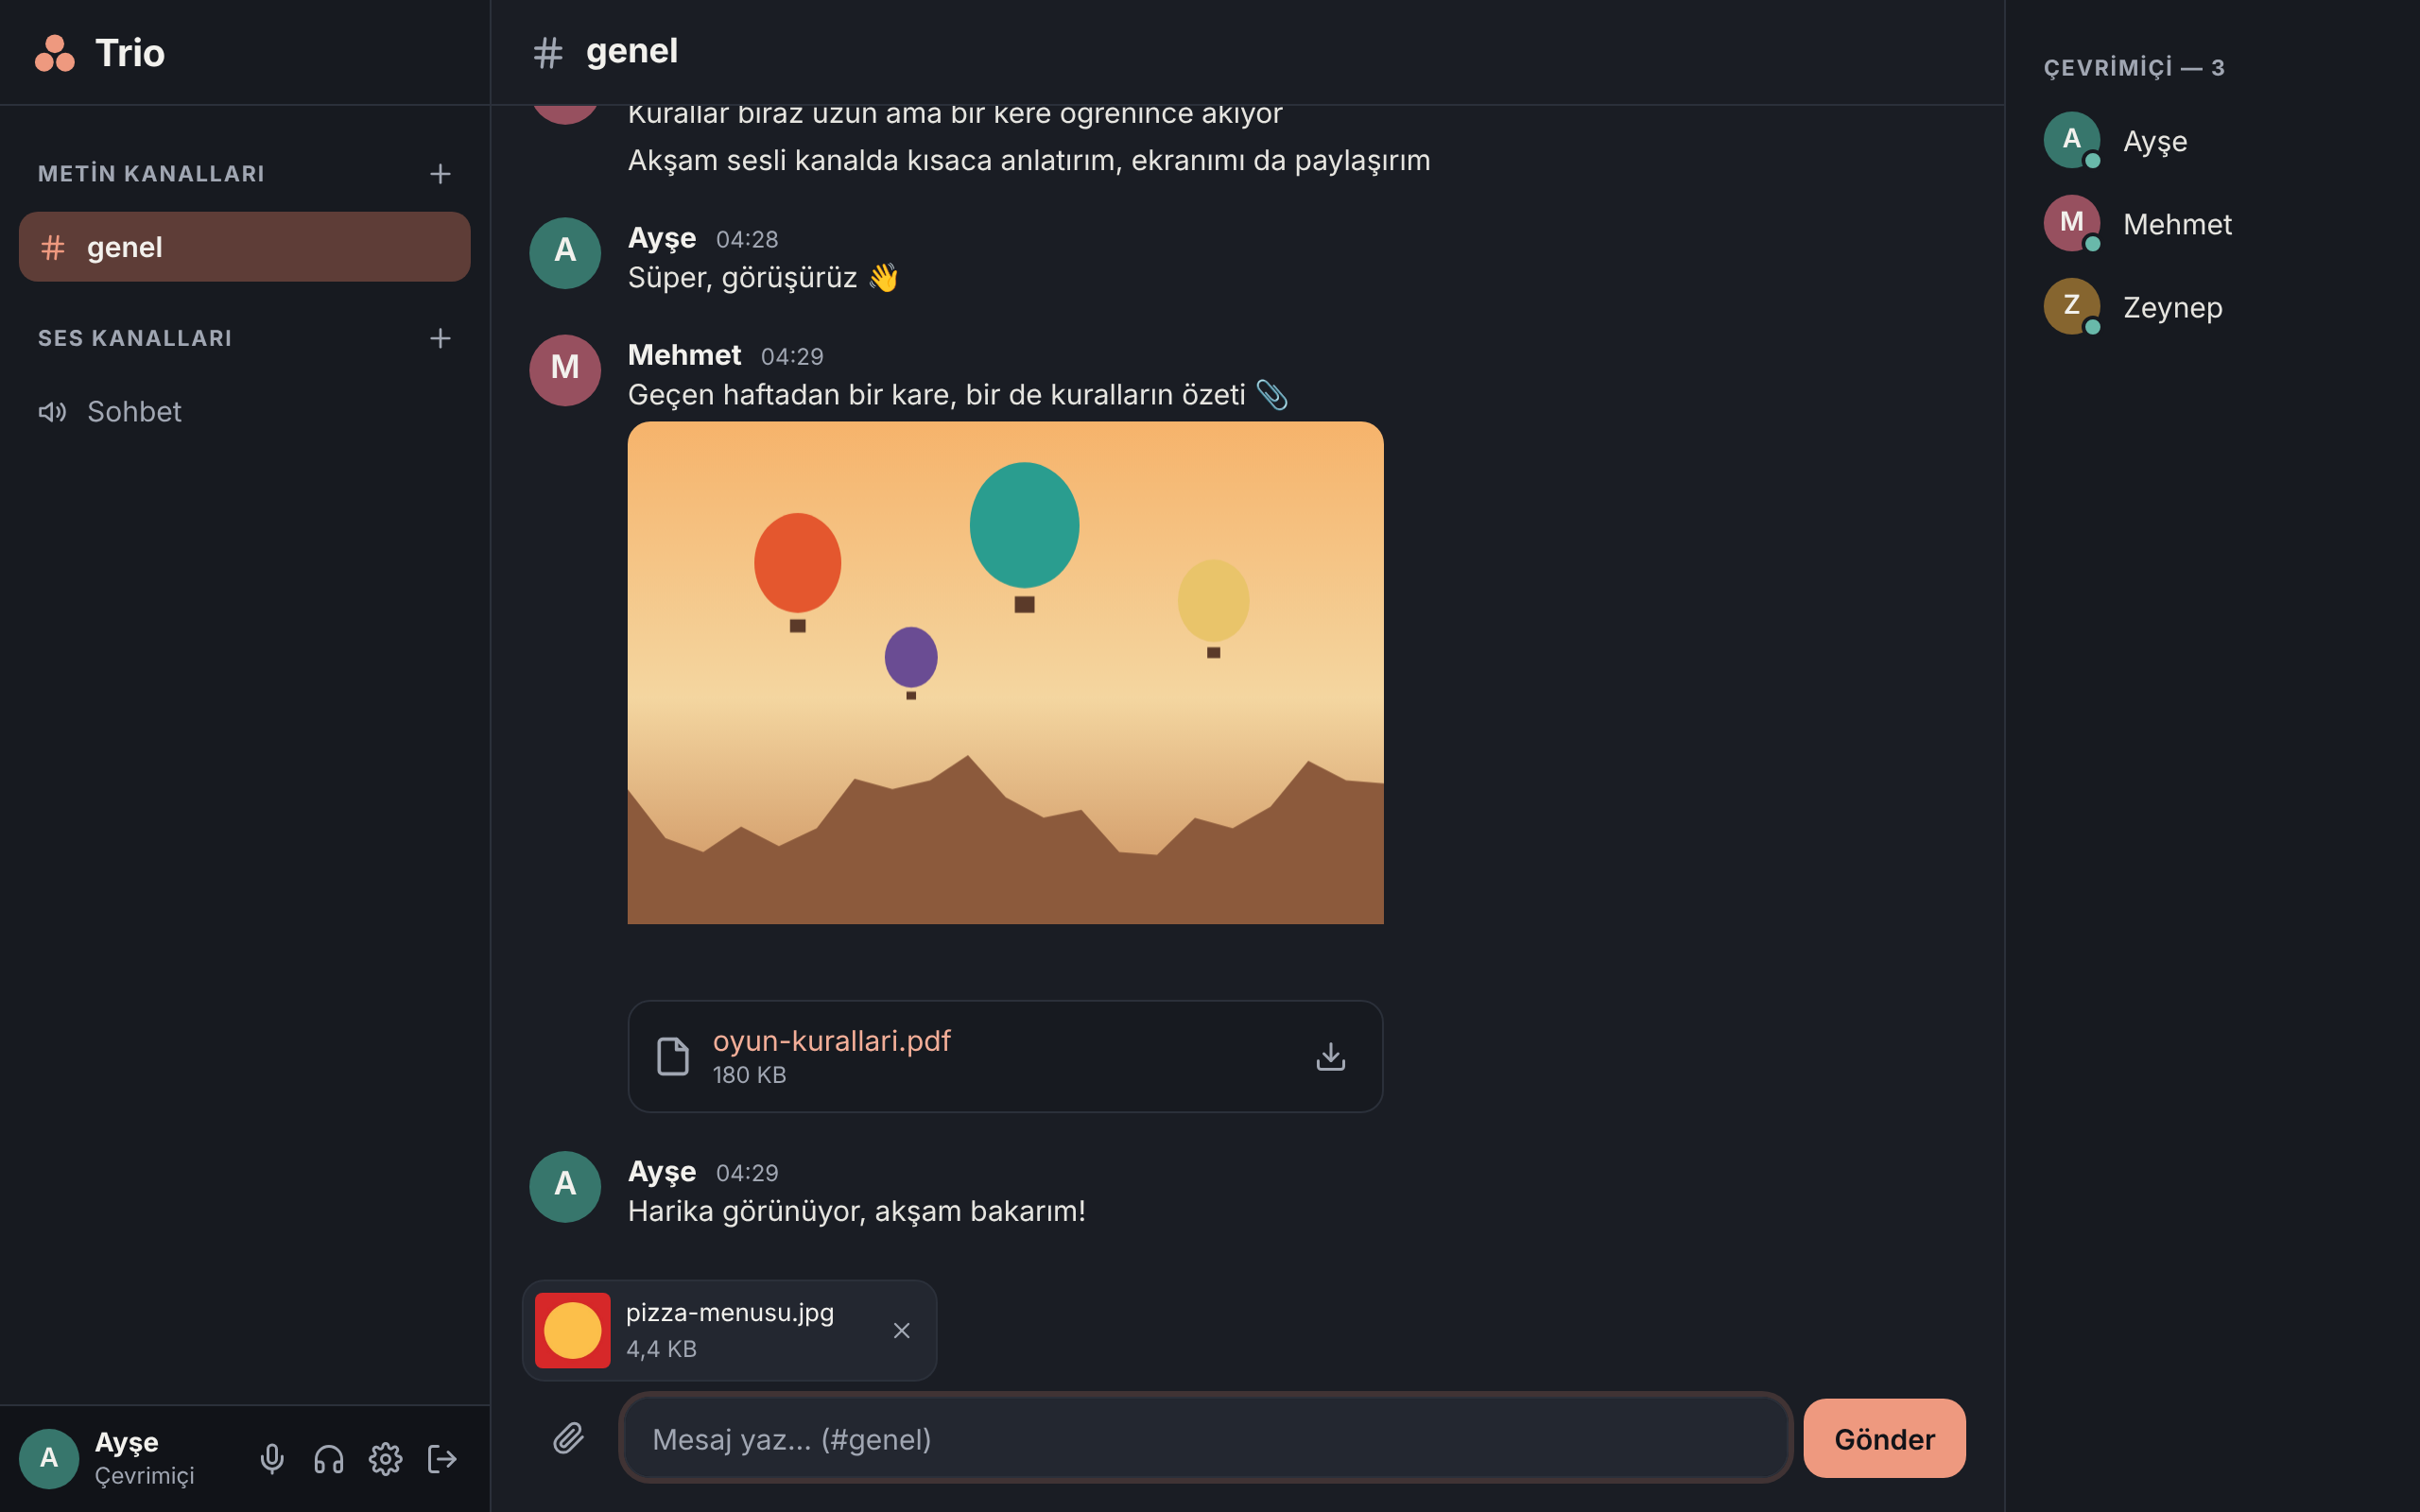 Trio
METİN KANALLARI
# genel
SES KANALLARI
Sohbet
A
Ayşe
Çevrimiçi
# genel
Kurallar biraz uzun ama bir kere öğrenince akıyor
Akşam sesli kanalda kısaca anlatırım, ekranımı da paylaşırım
A
Ayşe 04:28
Süper, görüşürüz 👋
M
Mehmet 04:29
Geçen haftadan bir kare, bir de kuralların özeti 📎
oyun-kurallari.pdf
180 KB
A
Ayşe 04:29
Harika görünüyor, akşam bakarım!
pizza-menusu.jpg
4,4 KB
Mesaj yaz... (#genel)
Gönder
ÇEVRİMİÇİ — 3
A
Ayşe
M
Mehmet
Z
Zeynep